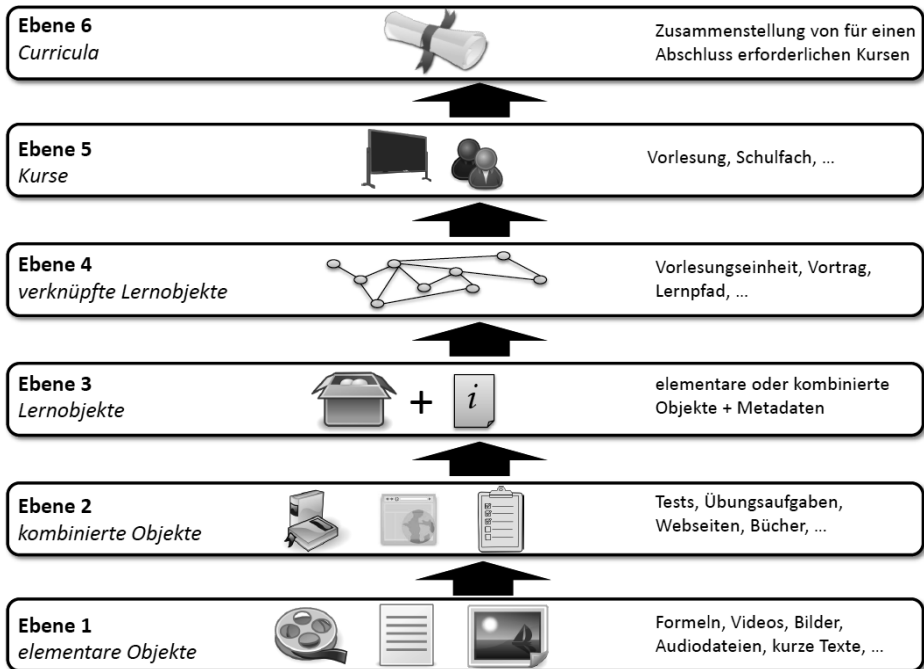 Ebene 6
Curricula
Zusammenstellung von für einen
Abschluss erforderlichen Kursen
Ebene 5
Kurse
Vorlesung, Schulfach, ...
Ebene 4
verknüpfte Lernobjekte
Vorlesungseinheit, Vortrag,
Lernpfad, ...
Ebene 3
Lernobjekte
+
i
elementare oder kombinierte
Objekte + Metadaten
Ebene 2
kombinierte Objekte
Tests, Übungsaufgaben,
Webseiten, Bücher, ...
Ebene 1
elementare Objekte
Formeln, Videos, Bilder,
Audiodateien, kurze Texte, ...